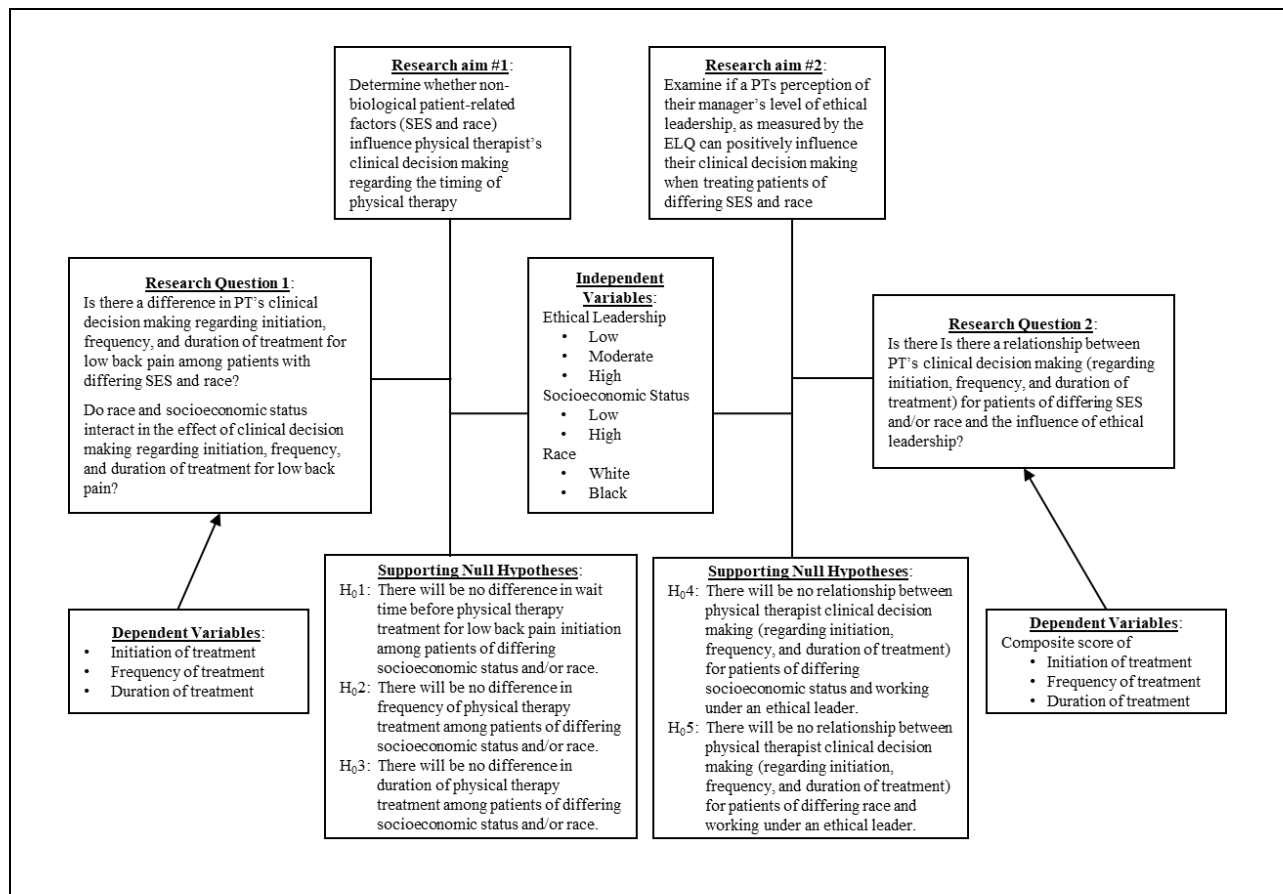 Research aim #1:
Determine whether non-
biological patient-related
factors (SES and race)
influence physical therapist's
clinical decision making
regarding the timing of
physical therapy
Research aim #2:
Examine if a PTs perception of
their manager's level of ethical
leadership, as measured by the
ELQ can positively influence
their clinical decision making
when treating patients of
differing SES and race
Research Question 1:
Is there a difference in PT's clinical
decision making regarding initiation,
frequency, and duration of treatment for
low back pain among patients with
differing SES and race?
Do race and socioeconomic status
interact in the effect of clinical decision
making regarding initiation, frequency,
and duration of treatment for low back
pain?
Independent
Variables:
Ethical Leadership
• Low
• Moderate
• High
Socioeconomic Status
• Low
• High
Race
• White
• Black
Research Question 2:
Is there Is there a relationship between
PT's clinical decision making (regarding
initiation, frequency, and duration of
treatment) for patients of differing SES
and/or race and the influence of ethical
leadership?
Dependent Variables:
• Initiation of treatment
• Frequency of treatment
• Duration of treatment
Supporting Null Hypotheses:
H₀1: There will be no difference in wait
time before physical therapy
treatment for low back pain initiation
among patients of differing
socioeconomic status and/or race.
H₀2: There will be no difference in
frequency of physical therapy
treatment among patients of differing
socioeconomic status and/or race.
H₀3: There will be no difference in
duration of physical therapy
treatment among patients of differing
socioeconomic status and/or race.
Supporting Null Hypotheses:
H₀4: There will be no relationship between
physical therapist clinical decision
making (regarding initiation,
frequency, and duration of treatment)
for patients of differing
socioeconomic status and working
under an ethical leader.
H₀5: There will be no relationship between
physical therapist clinical decision
making (regarding initiation,
frequency, and duration of treatment)
for patients of differing race and
working under an ethical leader.
Dependent Variables:
Composite score of
• Initiation of treatment
• Frequency of treatment
• Duration of treatment